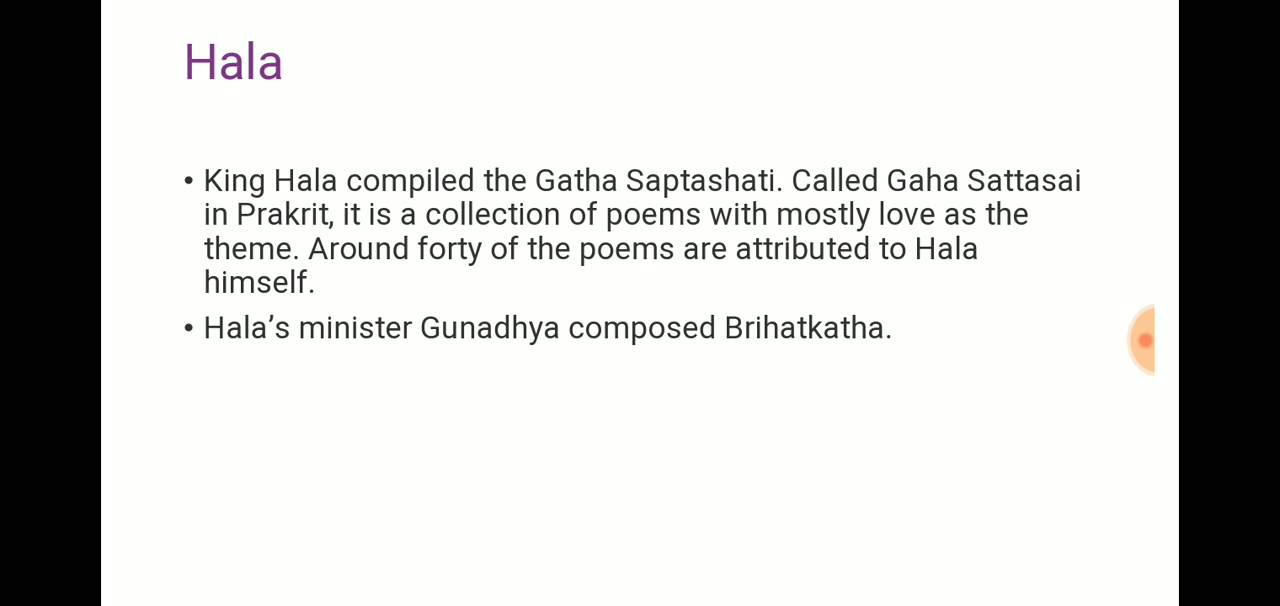 Hala
• King Hala compiled the Gatha Saptashati. Called Gaha Sattasai
in Prakrit, it is a collection of poems with mostly love as the
theme. Around forty of the poems are attributed to Hala
himself.
• Hala’s minister Gunadhya composed Brihatkatha.